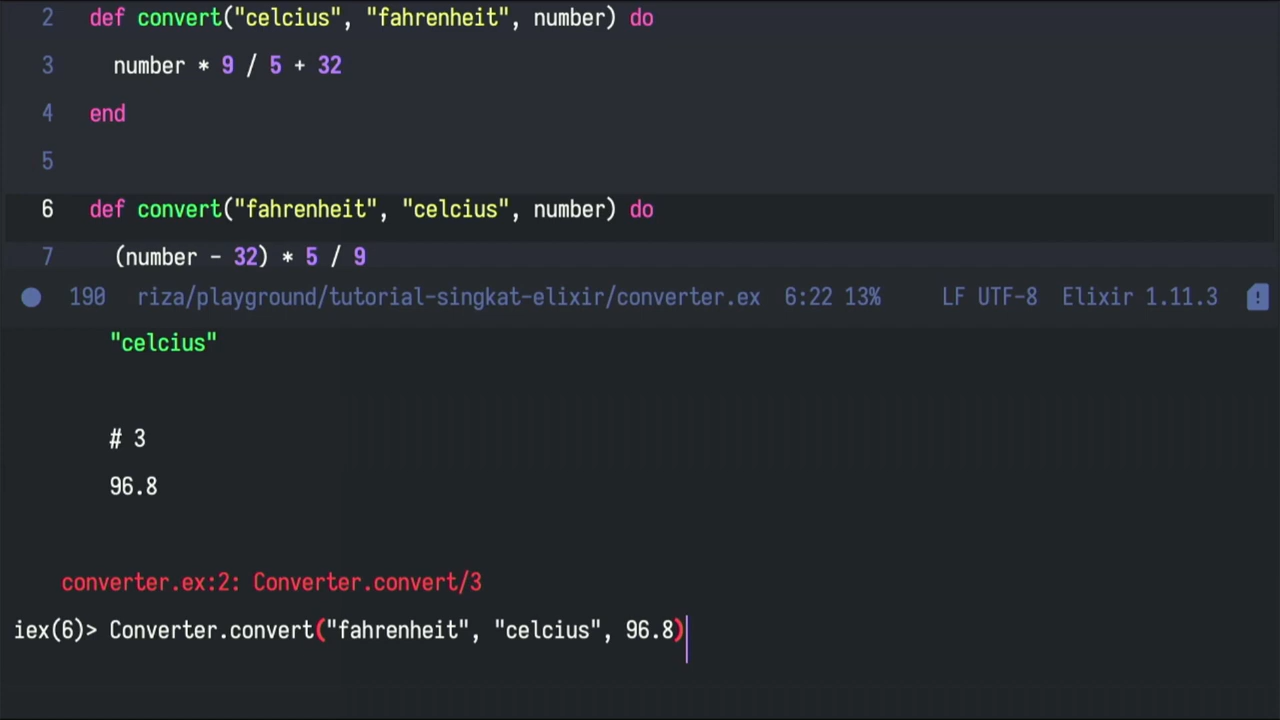 2 def convert("celcius", "fahrenheit", number) do
3 number * 9 / 5 + 32
4 end
5
6 def convert("fahrenheit", "celcius", number) do
7 (number - 32) * 5 / 9
190 riza/playground/tutorial-singkat-elixir/converter.ex 6:22 13% LF UTF-8 Elixir 1.11.3 !
"celcius"
# 3
96.8
converter.ex:2: Converter.convert/3
iex(6)> Converter.convert("fahrenheit", "celcius", 96.8)